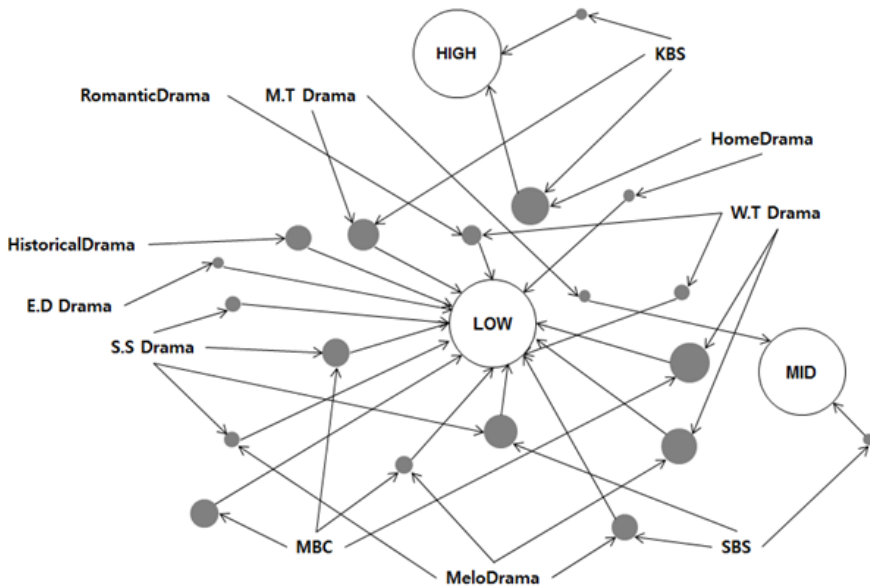 HIGH
KBS
RomanticDrama
M.T Drama
HomeDrama
W.T Drama
HistoricalDrama
E.D Drama
LOW
S.S Drama
MID
MBC
SBS
MeloDrama